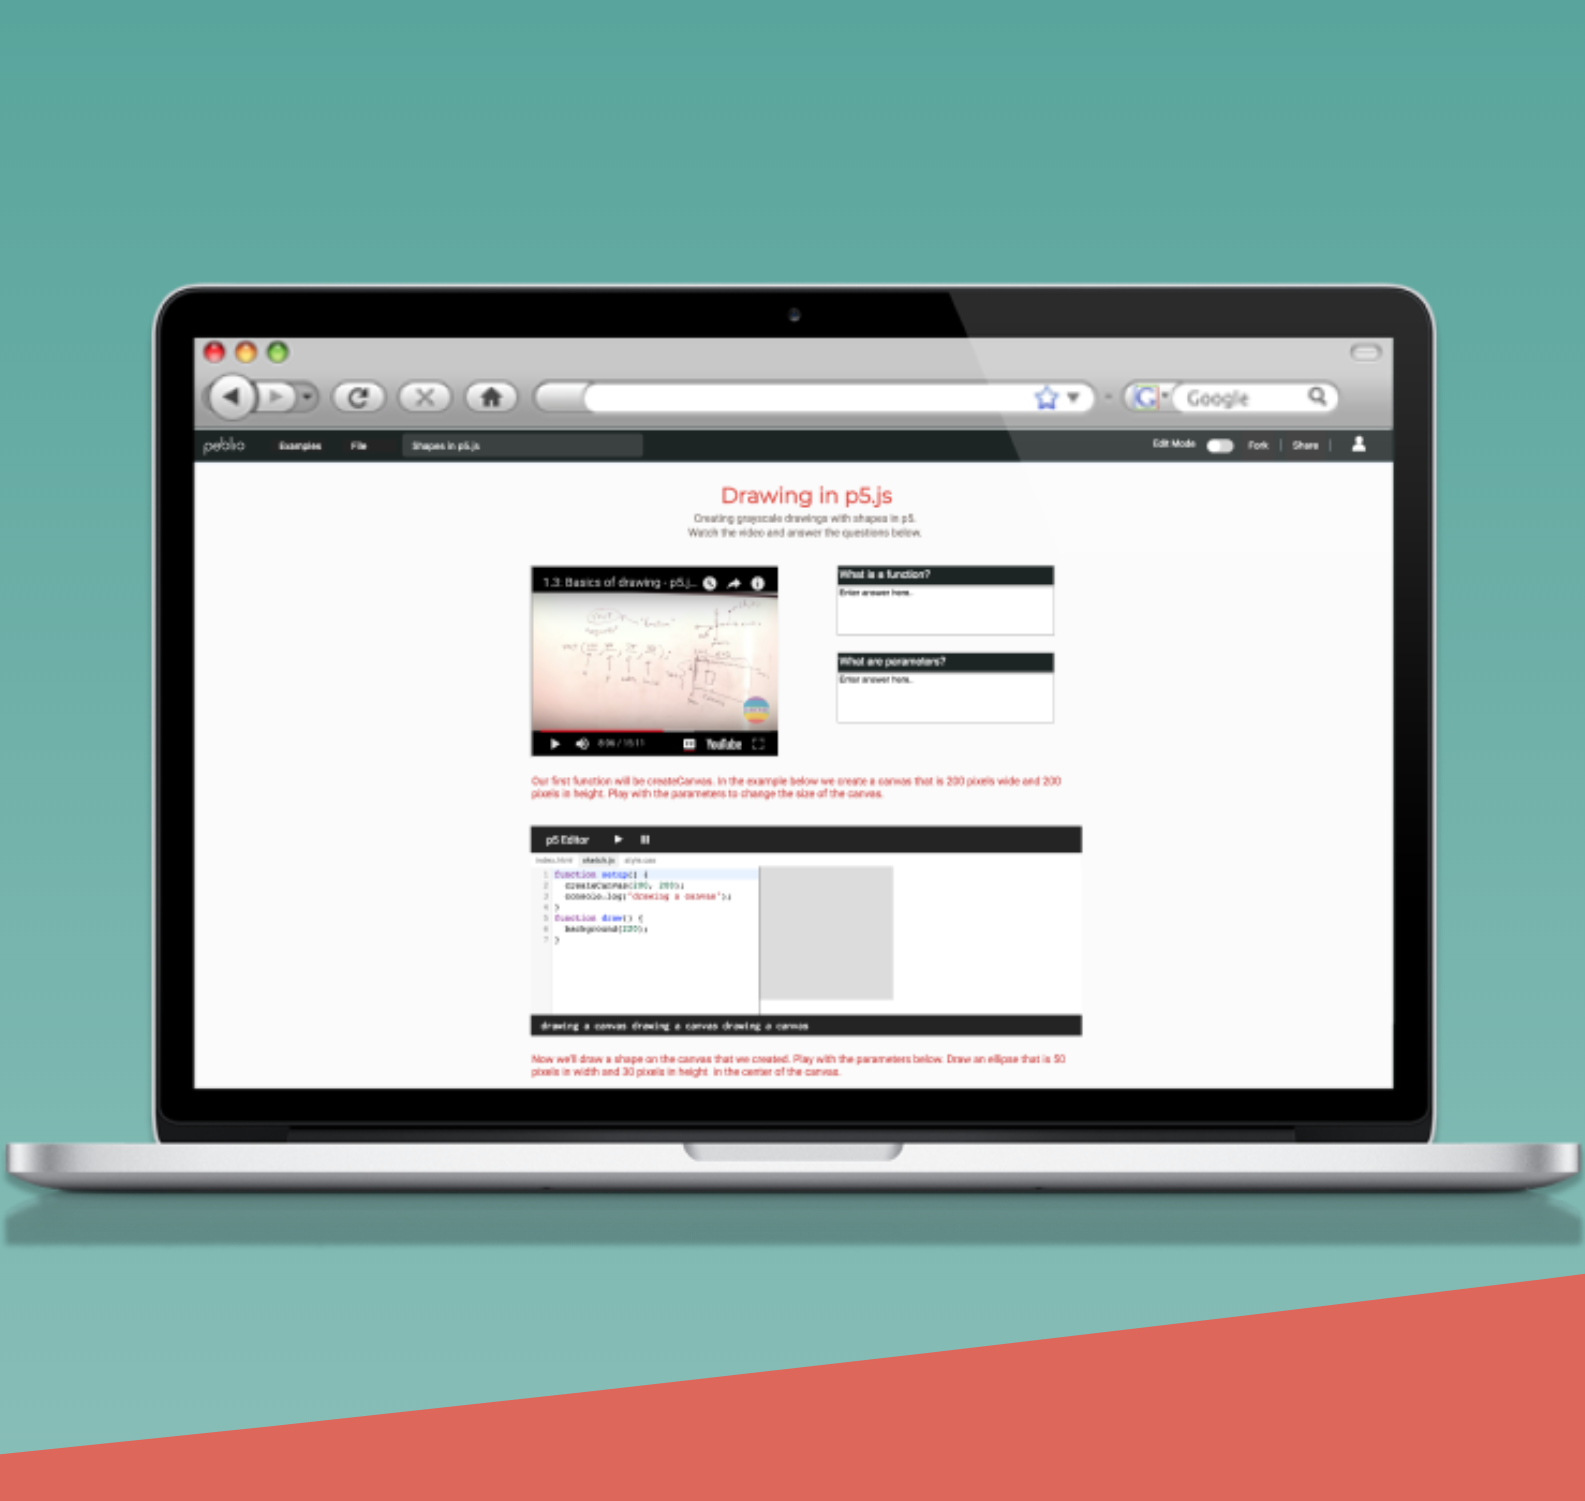 Google
peblio Examples File Shapes in p5.js Edit Mode Fork | Share |
Drawing in p5.js
Creating grayscale drawings with shapes in p5.
Watch the video and answer the questions below.
1.3: Basics of drawing - p5.j...
8:06 / 15:11 YouTube
What is a function?
Enter answer here..
What are parameters?
Enter answer here..
Our first function will be createCanvas. In the example below we create a canvas that is 200 pixels wide and 200
pixels in height. Play with the parameters to change the size of the canvas.
p5 Editor
index.html sketch.js style.css
1 function setup() {
2 createCanvas(200, 200);
3 console.log("drawing a canvas");
4 }
5 function draw() {
6 background(220);
7 }
drawing a canvas drawing a canvas drawing a canvas
Now we'll draw a shape on the canvas that we created. Play with the parameters below. Draw an ellipse that is 50
pixels in width and 30 pixels in height in the center of the canvas.